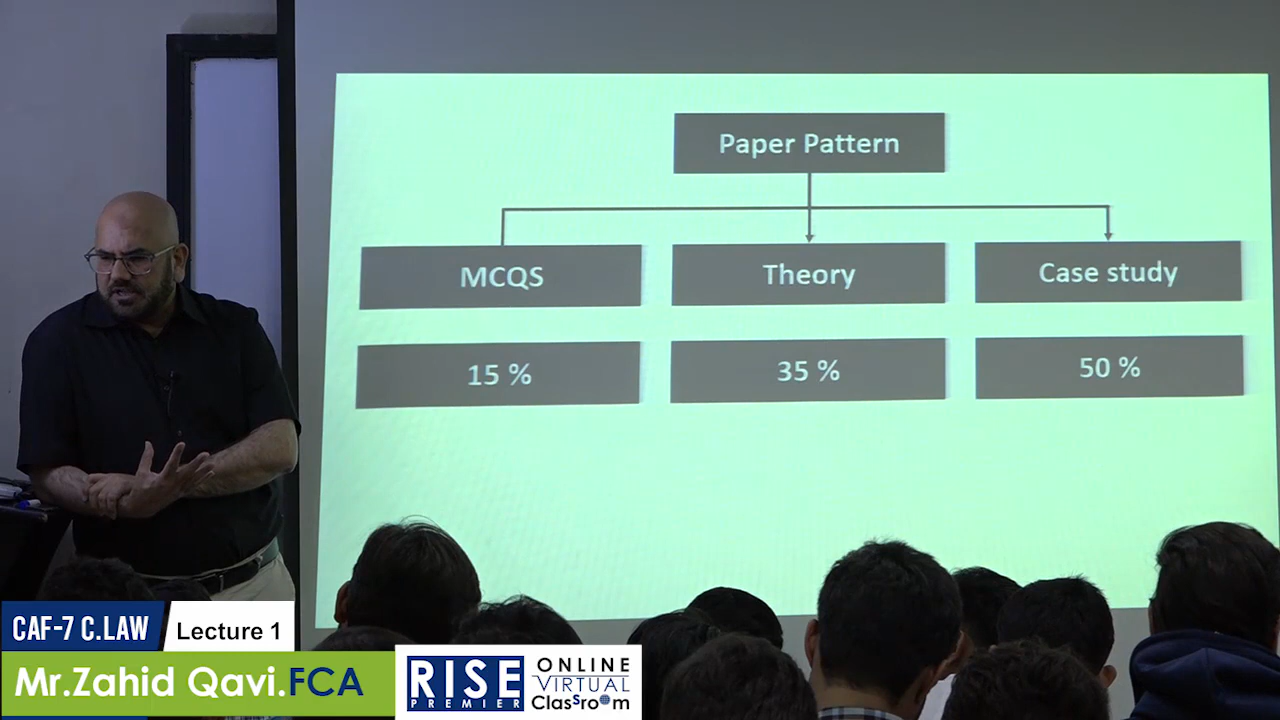 Paper Pattern
MCQS
Theory
Case study
15 %
35 %
50 %
CAF-7 C.LAW
Lecture 1
Mr.Zahid Qavi.FCA
RISE
PREMIER
ONLINE
VIRTUAL
Classroom